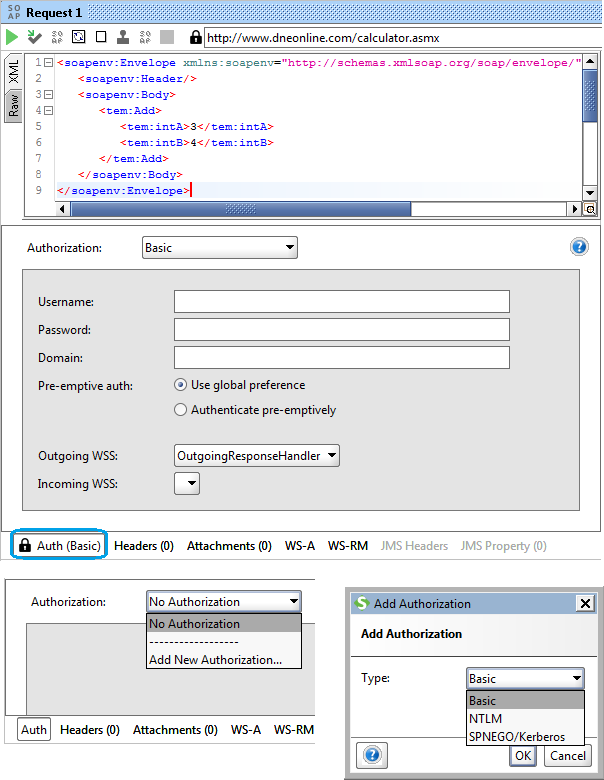 SO AP Request 1
SO AP http://www.dneonline.com/calculator.asmx
XML
Raw
1 <soapenv:Envelope xmlns:soapenv="http://schemas.xmlsoap.org/soap/envelope/"
2 <soapenv:Header/>
3 <soapenv:Body>
4 <tem:Add>
5 <tem:intA>3</tem:intA>
6 <tem:intB>4</tem:intB>
7 </tem:Add>
8 </soapenv:Body>
9 </soapenv:Envelope>
Authorization: Basic
Username:
Password:
Domain:
Pre-emptive auth: Use global preference
Authenticate pre-emptively
Outgoing WSS: OutgoingResponseHandler
Incoming WSS:
Auth (Basic) Headers (0) Attachments (0) WS-A WS-RM JMS Headers JMS Property (0)
Authorization: No Authorization
No Authorization
------------------
Add New Authorization...
Auth Headers (0) Attachments (0) WS-A WS-RM
Add Authorization
Add Authorization
Type: Basic
Basic
NTLM
SPNEGO/Kerberos
OK Cancel